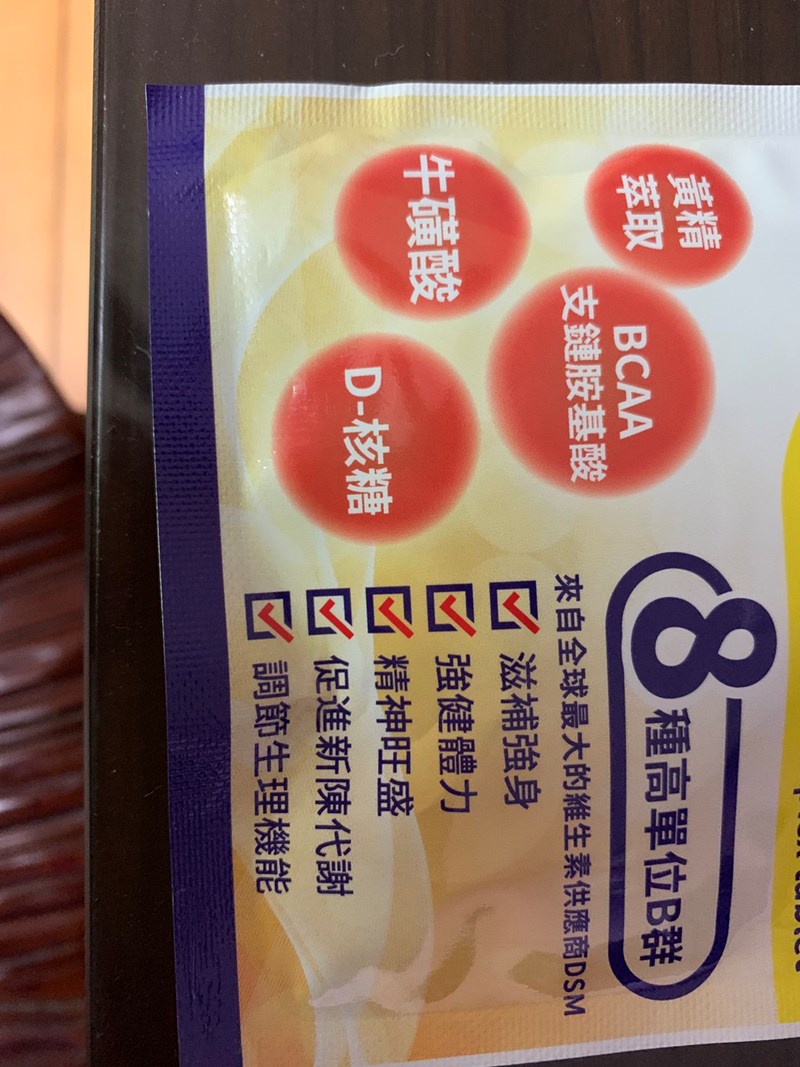 黃精
萃取
牛磺酸
BCAA
支鏈胺基酸
D-核糖
8種高單位B群
來自全球最大的維生素供應商DSM
滋補強身
強健體力
精神旺盛
促進新陳代謝
調節生理機能